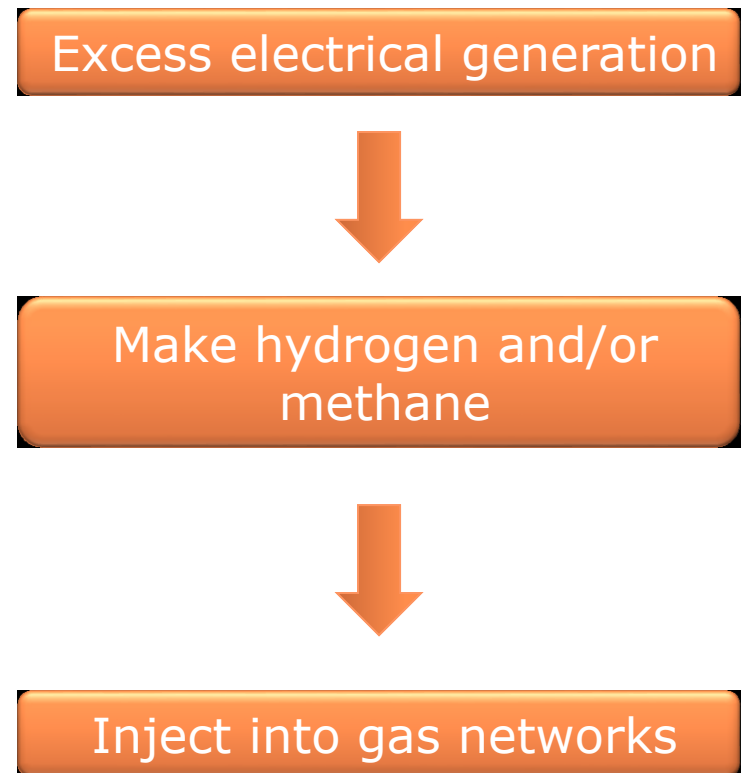 Excess electrical generation
Make hydrogen and/or
methane
Inject into gas networks